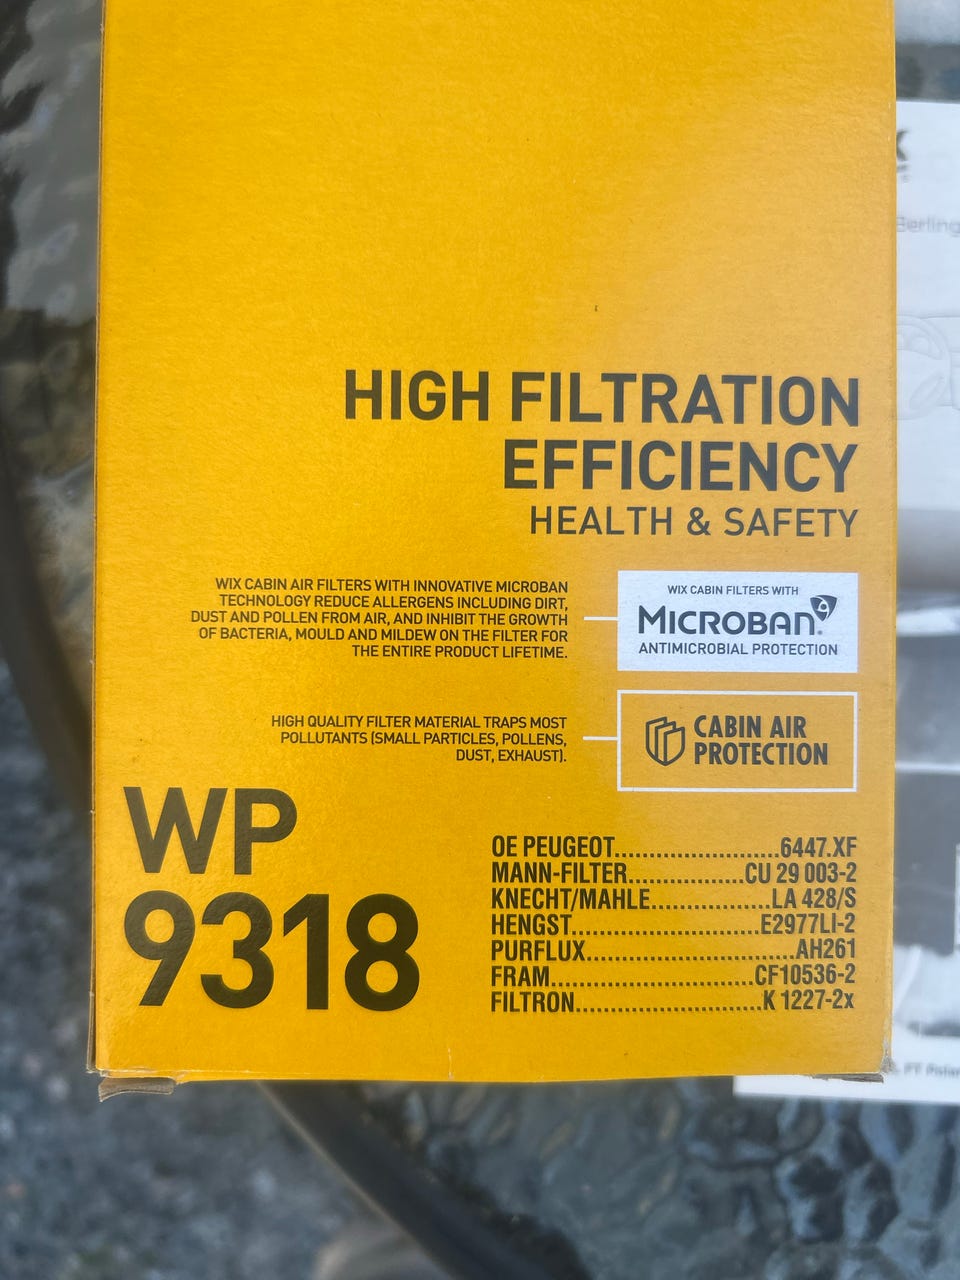 HIGH FILTRATION
EFFICIENCY
HEALTH & SAFETY
WIX CABIN AIR FILTERS WITH INNOVATIVE MICROBAN
TECHNOLOGY REDUCE ALLERGENS INCLUDING DIRT,
DUST AND POLLEN FROM AIR, AND INHIBIT THE GROWTH
OF BACTERIA, MOULD AND MILDEW ON THE FILTER FOR
THE ENTIRE PRODUCT LIFETIME.
WIX CABIN FILTERS WITH
MICROBAN®
ANTIMICROBIAL PROTECTION
HIGH QUALITY FILTER MATERIAL TRAPS MOST
POLLUTANTS (SMALL PARTICLES, POLLENS,
DUST, EXHAUST).
CABIN AIR
PROTECTION
WP
9318
OE PEUGEOT........................6447.XF
MANN-FILTER.................CU 29 003-2
KNECHT/MAHLE..................LA 428/S
HENGST............................E2977LI-2
PURFLUX...............................AH261
FRAM..............................CF10536-2
FILTRON............................K 1227-2x
Berling
PT